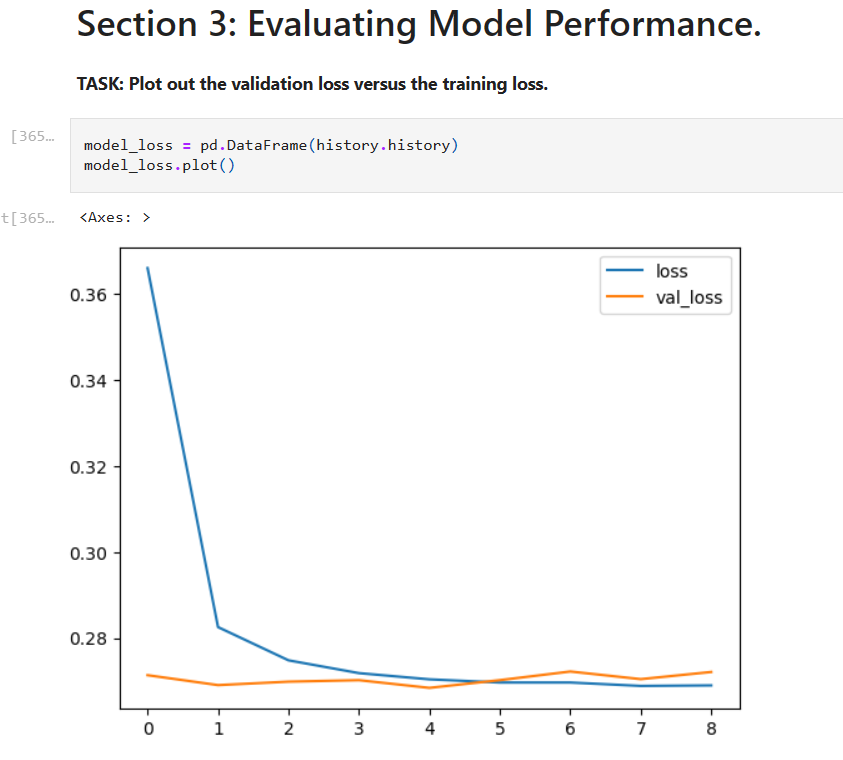 Section 3: Evaluating Model Performance.
TASK: Plot out the validation loss versus the training loss.
[365…
model_loss = pd.DataFrame(history.history)
model_loss.plot()
t[365…
<Axes: >
loss
val_loss
0.36
0.34
0.32
0.30
0.28
0 1 2 3 4 5 6 7 8